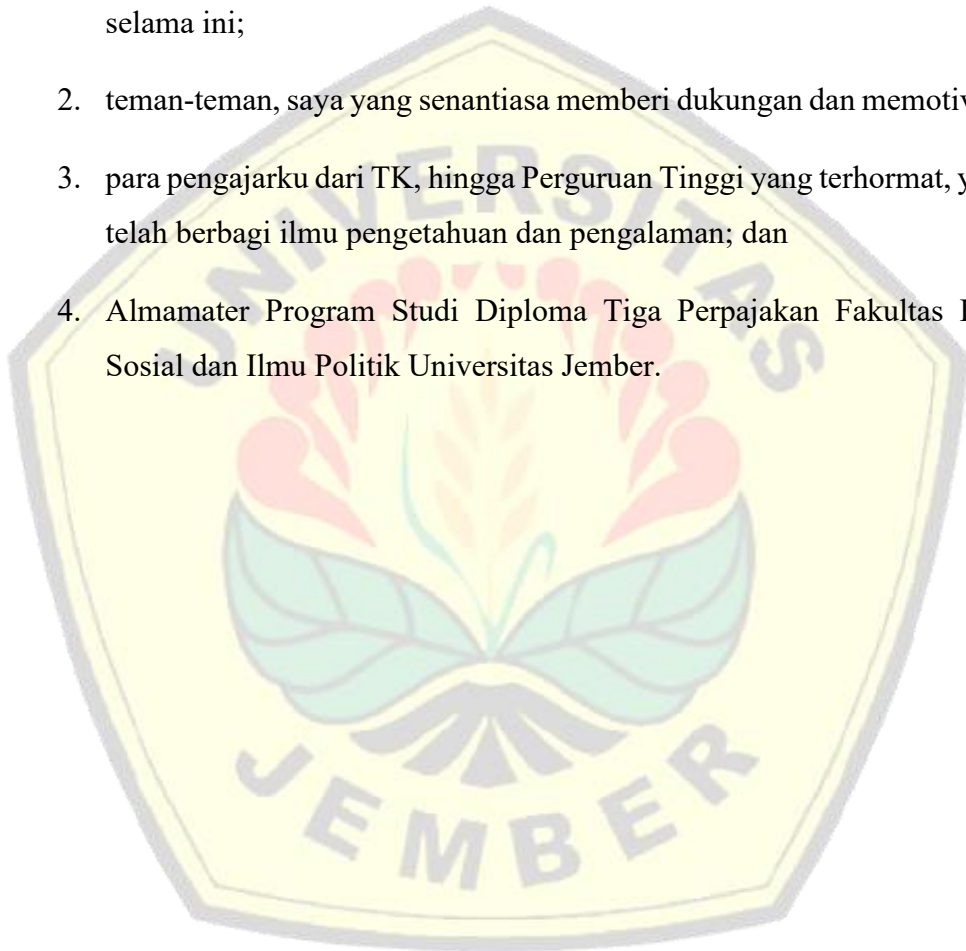 selama ini;
2. teman-teman, saya yang senantiasa memberi dukungan dan
3. para pengajarku dari TK, hingga Perguruan Tinggi yang terhormat,
telah berbagi ilmu pengetahuan dan pengalaman; dan
4. Almamater Program Studi Diploma Tiga Perpajakan Fakultas
Sosial dan Ilmu Politik Universitas Jember.
UNIVERSITAS
JEMBER